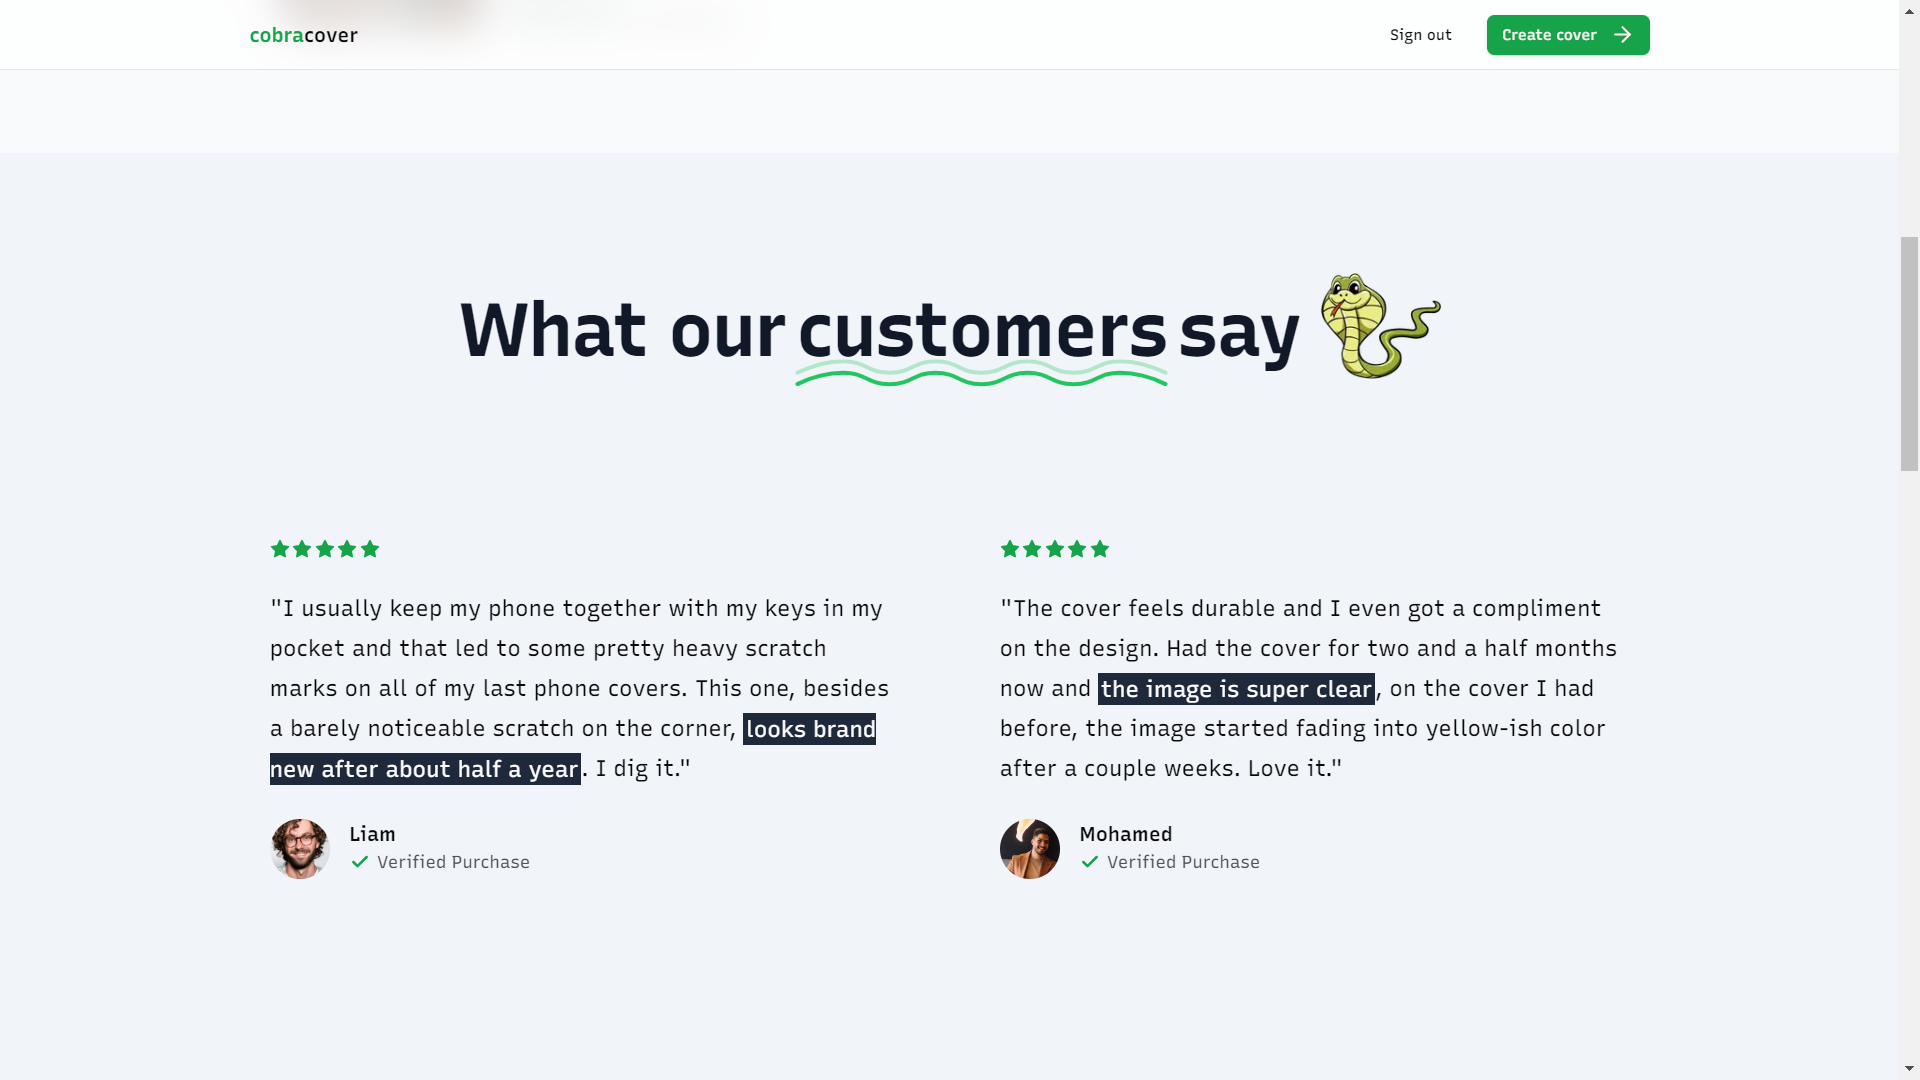 cobracover
Sign out
Create cover
What our customers say
"I usually keep my phone together with my keys in my
pocket and that led to some pretty heavy scratch
marks on all of my last phone covers. This one, besides
a barely noticeable scratch on the corner, looks brand
new after about half a year. I dig it."
Liam
Verified Purchase
"The cover feels durable and I even got a compliment
on the design. Had the cover for two and a half months
now and the image is super clear, on the cover I had
before, the image started fading into yellow-ish color
after a couple weeks. Love it."
Mohamed
Verified Purchase